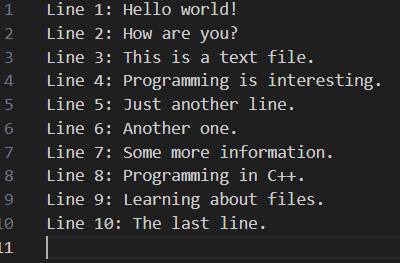 1 Line 1: Hello world!
2 Line 2: How are you?
3 Line 3: This is a text file.
4 Line 4: Programming is interesting.
5 Line 5: Just another line.
6 Line 6: Another one.
7 Line 7: Some more information.
8 Line 8: Programming in C++.
9 Line 9: Learning about files.
10 Line 10: The last line.
11